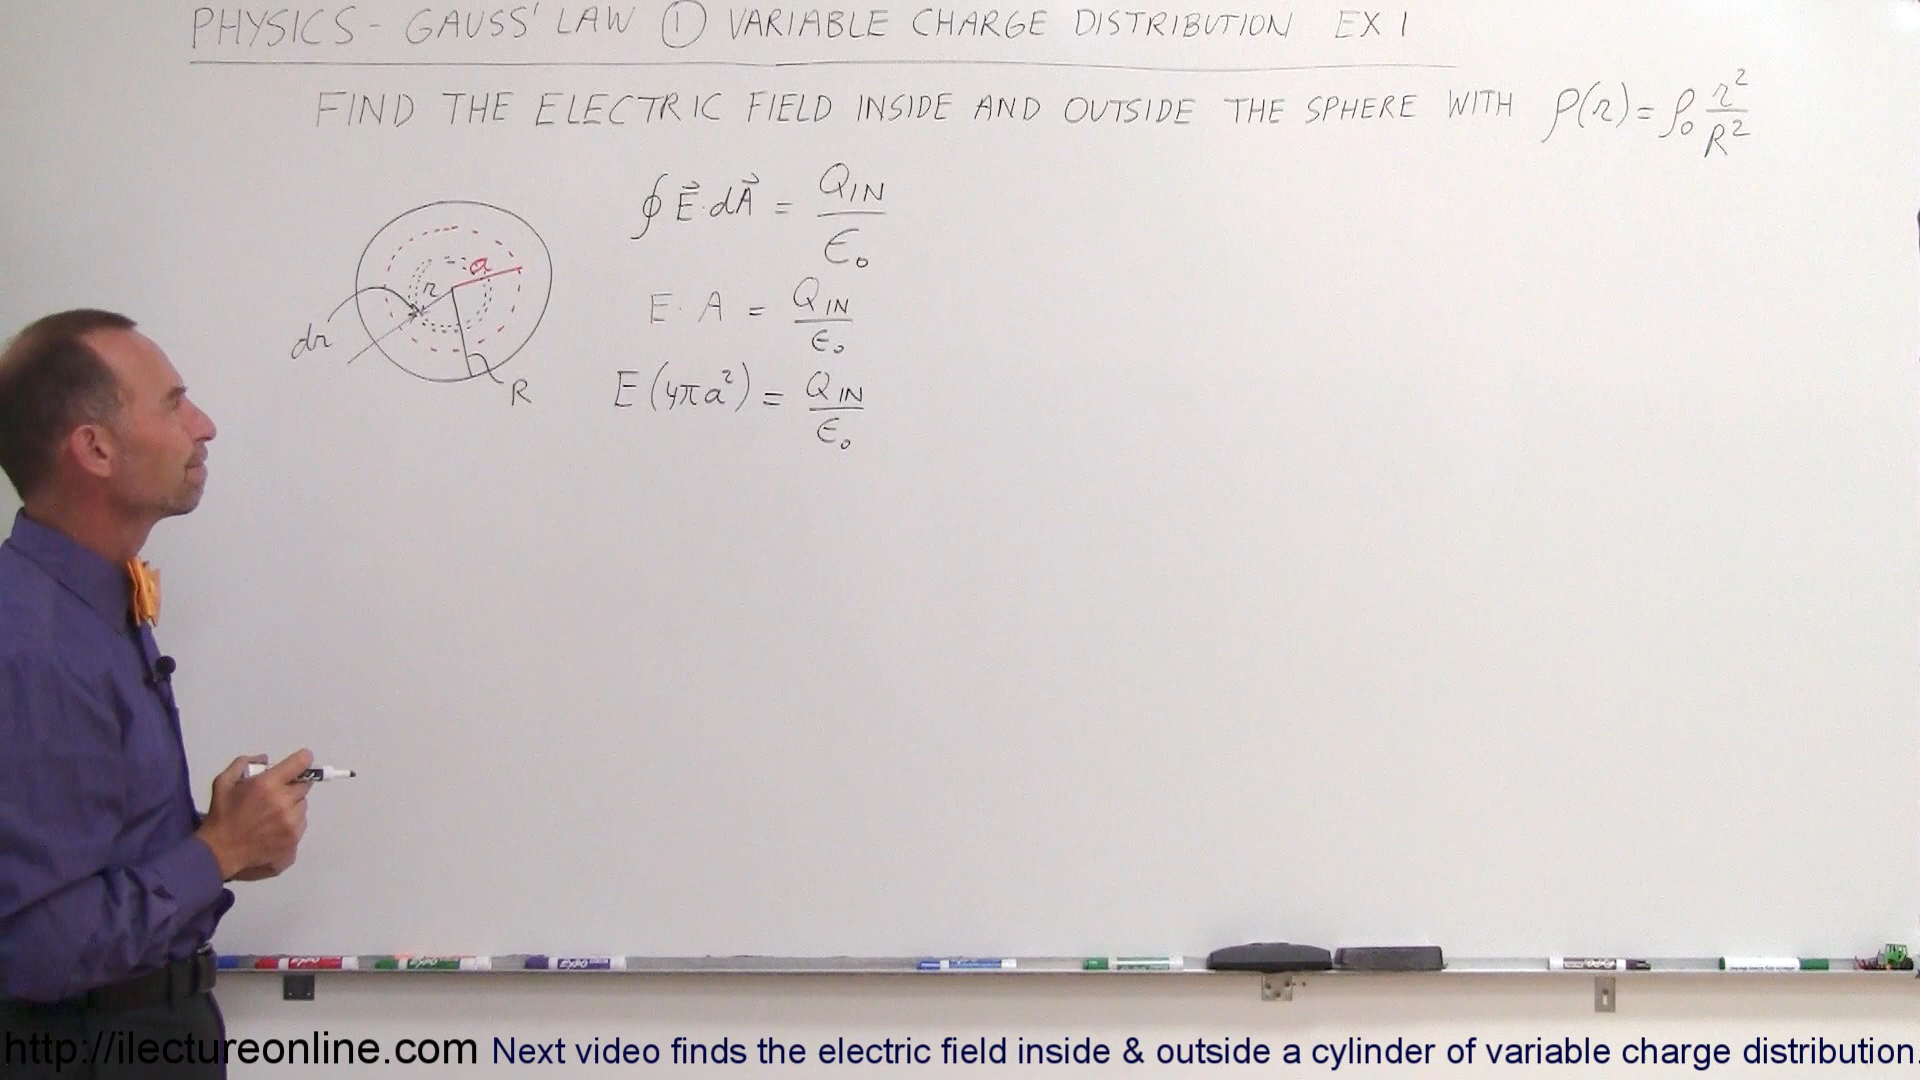 PHYSICS - GAUSS' LAW ① VARIABLE CHARGE DISTRIBUTION EX 1
FIND THE ELECTRIC FIELD INSIDE AND OUTSIDE THE SPHERE WITH ρ(r) = ρ₀ r²/R²
∮ E⃗·dA⃗ = Q_IN/ϵ₀
E · A = Q_IN/ϵ₀
E (4πa²) = Q_IN/ϵ₀
a
r
dr
R
http://ilectureonline.com Next video finds the electric field inside & outside a cylinder of variable charge distribution.